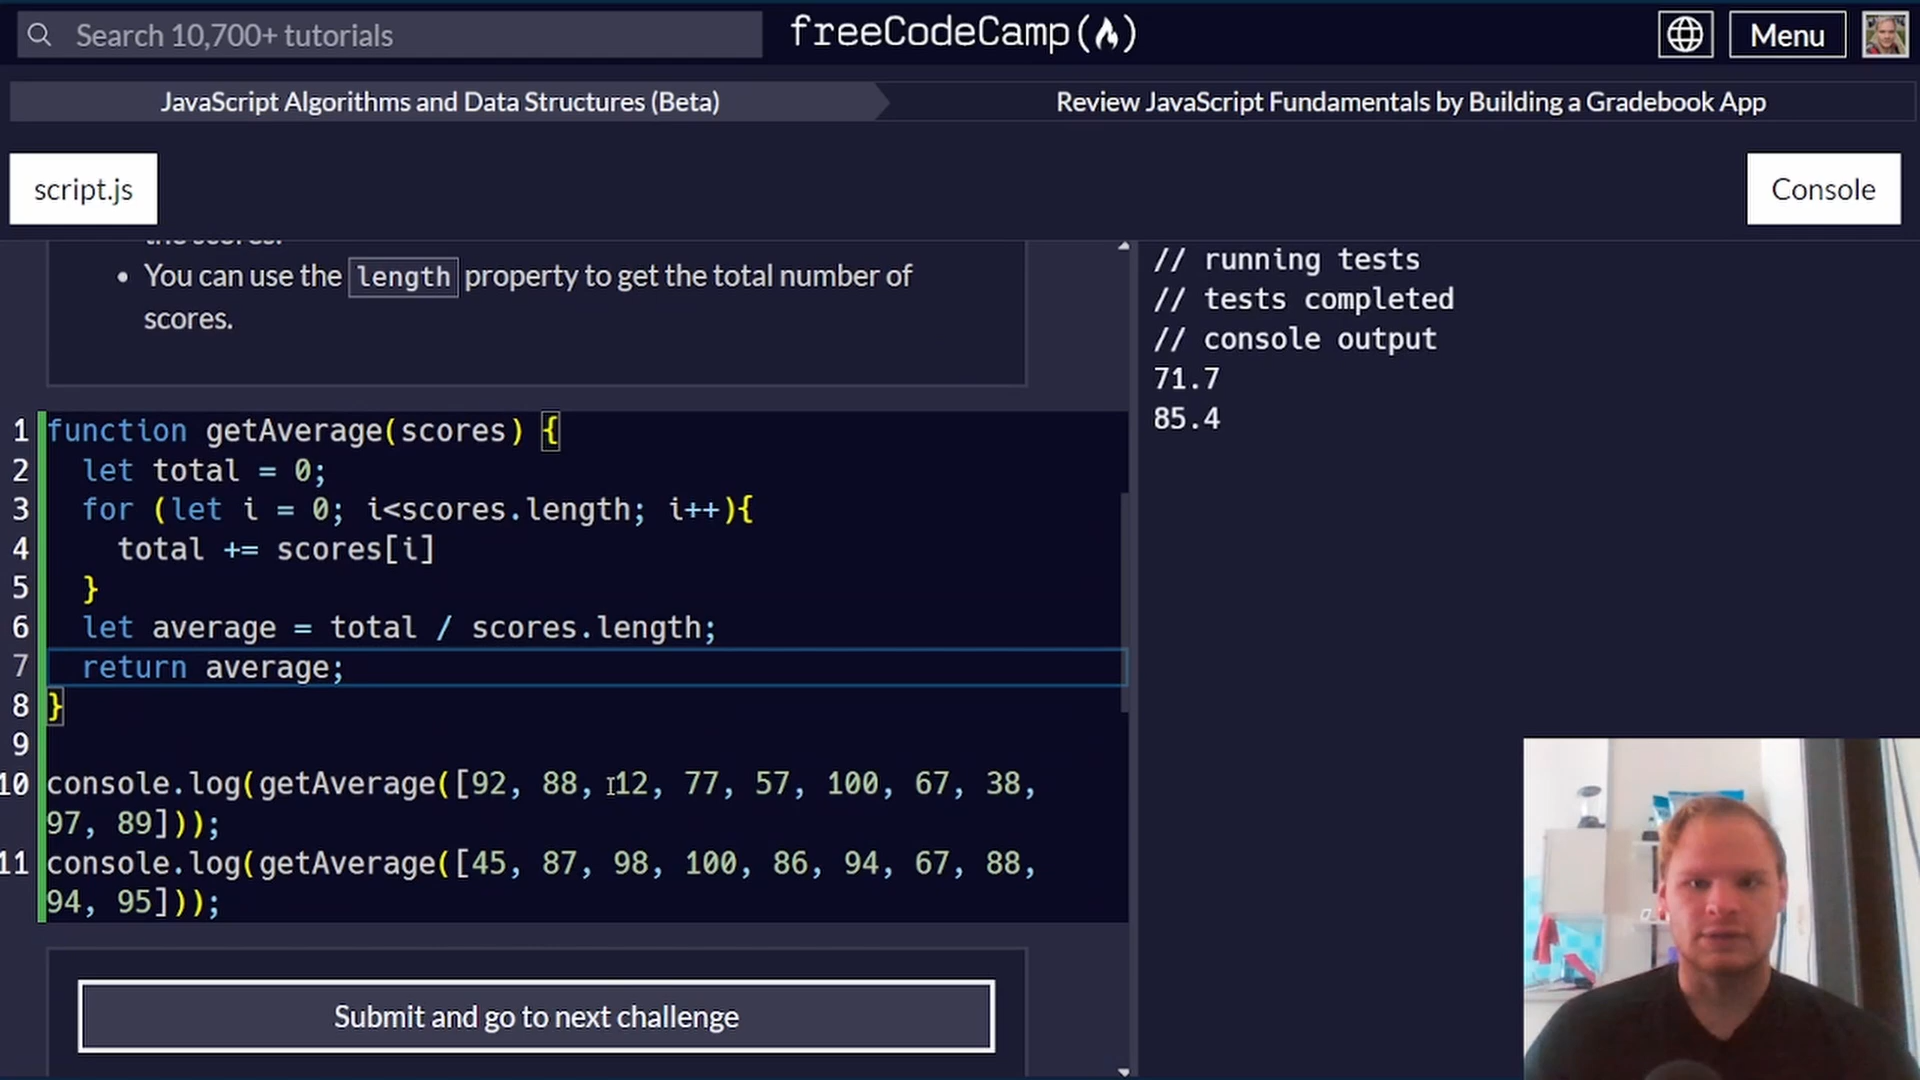 Search 10,700+ tutorials
freeCodeCamp
Menu
JavaScript Algorithms and Data Structures (Beta)
Review JavaScript Fundamentals by Building a Gradebook App
script.js
Console
the scores.
You can use the length property to get the total number of
scores.
1 function getAverage(scores) {
2 let total = 0;
3 for (let i = 0; i<scores.length; i++){
4 total += scores[i]
5 }
6 let average = total / scores.length;
7 return average;
8 }
9
10 console.log(getAverage([92, 88, 12, 77, 57, 100, 67, 38,
97, 89]));
11 console.log(getAverage([45, 87, 98, 100, 86, 94, 67, 88,
94, 95]));
Submit and go to next challenge
// running tests
// tests completed
// console output
71.7
85.4